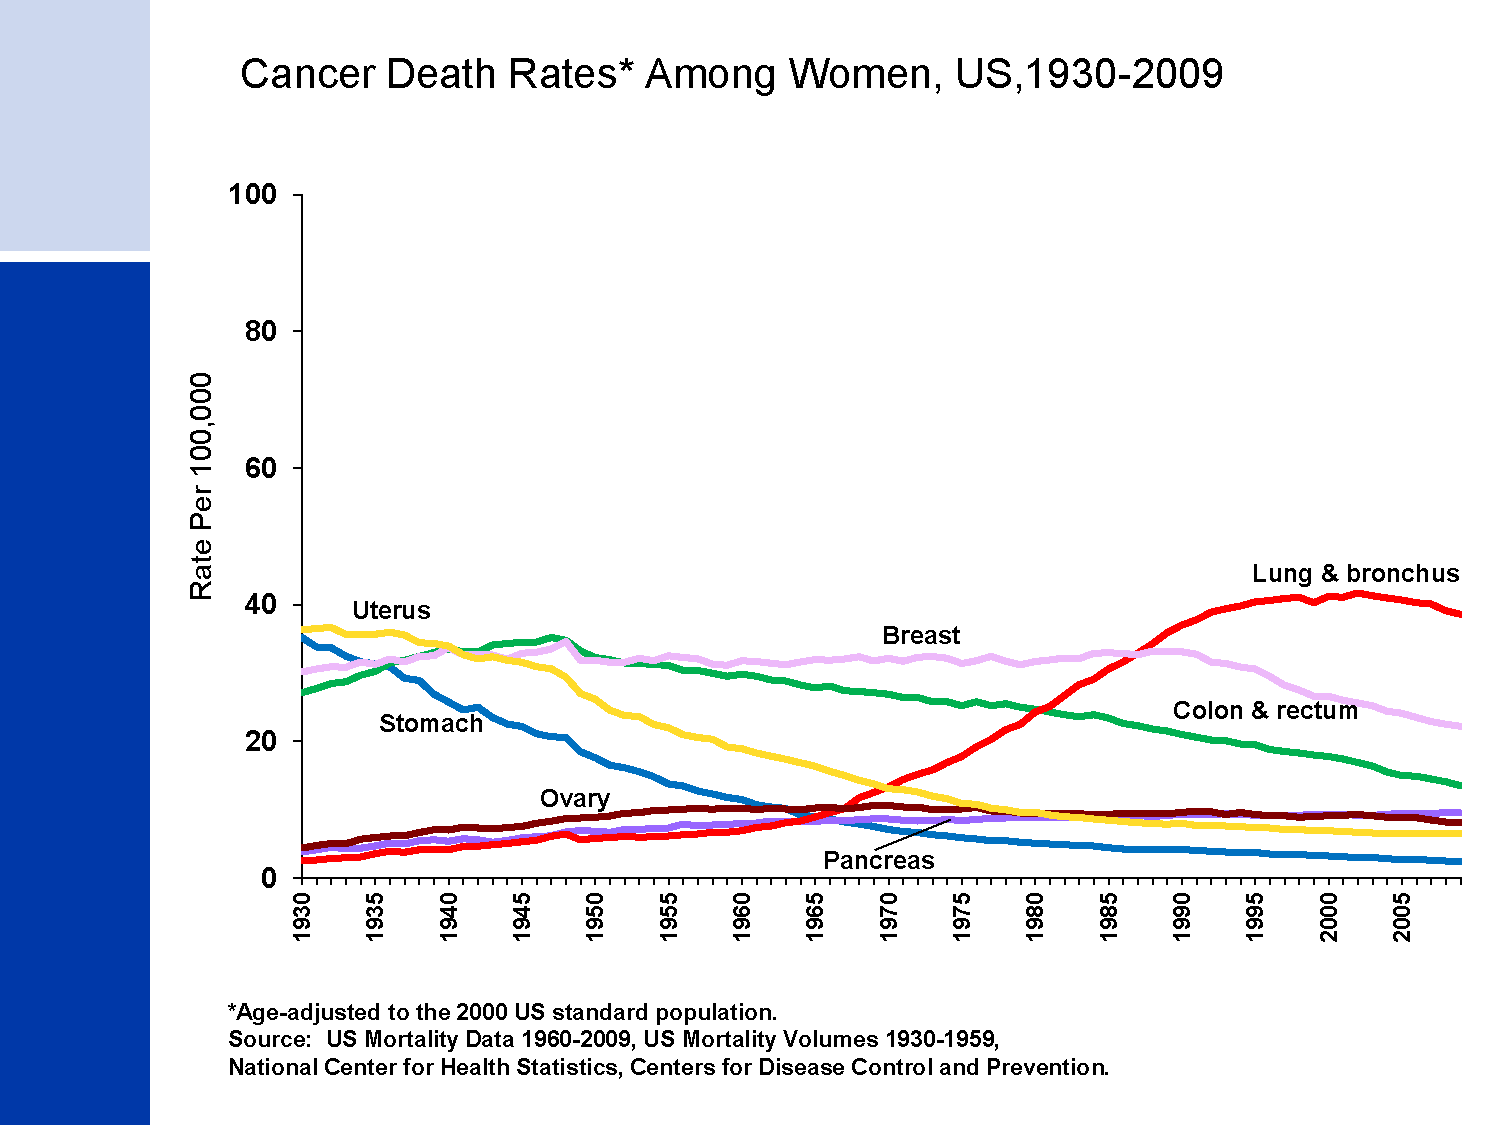 Cancer Death Rates* Among Women, US,1930-2009
100
80
60
40
20
0
Rate Per 100,000
Lung & bronchus
Uterus
Breast
Colon & rectum
Stomach
Ovary
Pancreas
1930
1935
1940
1945
1950
1955
1960
1965
1970
1975
1980
1985
1990
1995
2000
2005
*Age-adjusted to the 2000 US standard population.
Source:  US Mortality Data 1960-2009, US Mortality Volumes 1930-1959,
National Center for Health Statistics, Centers for Disease Control and Prevention.